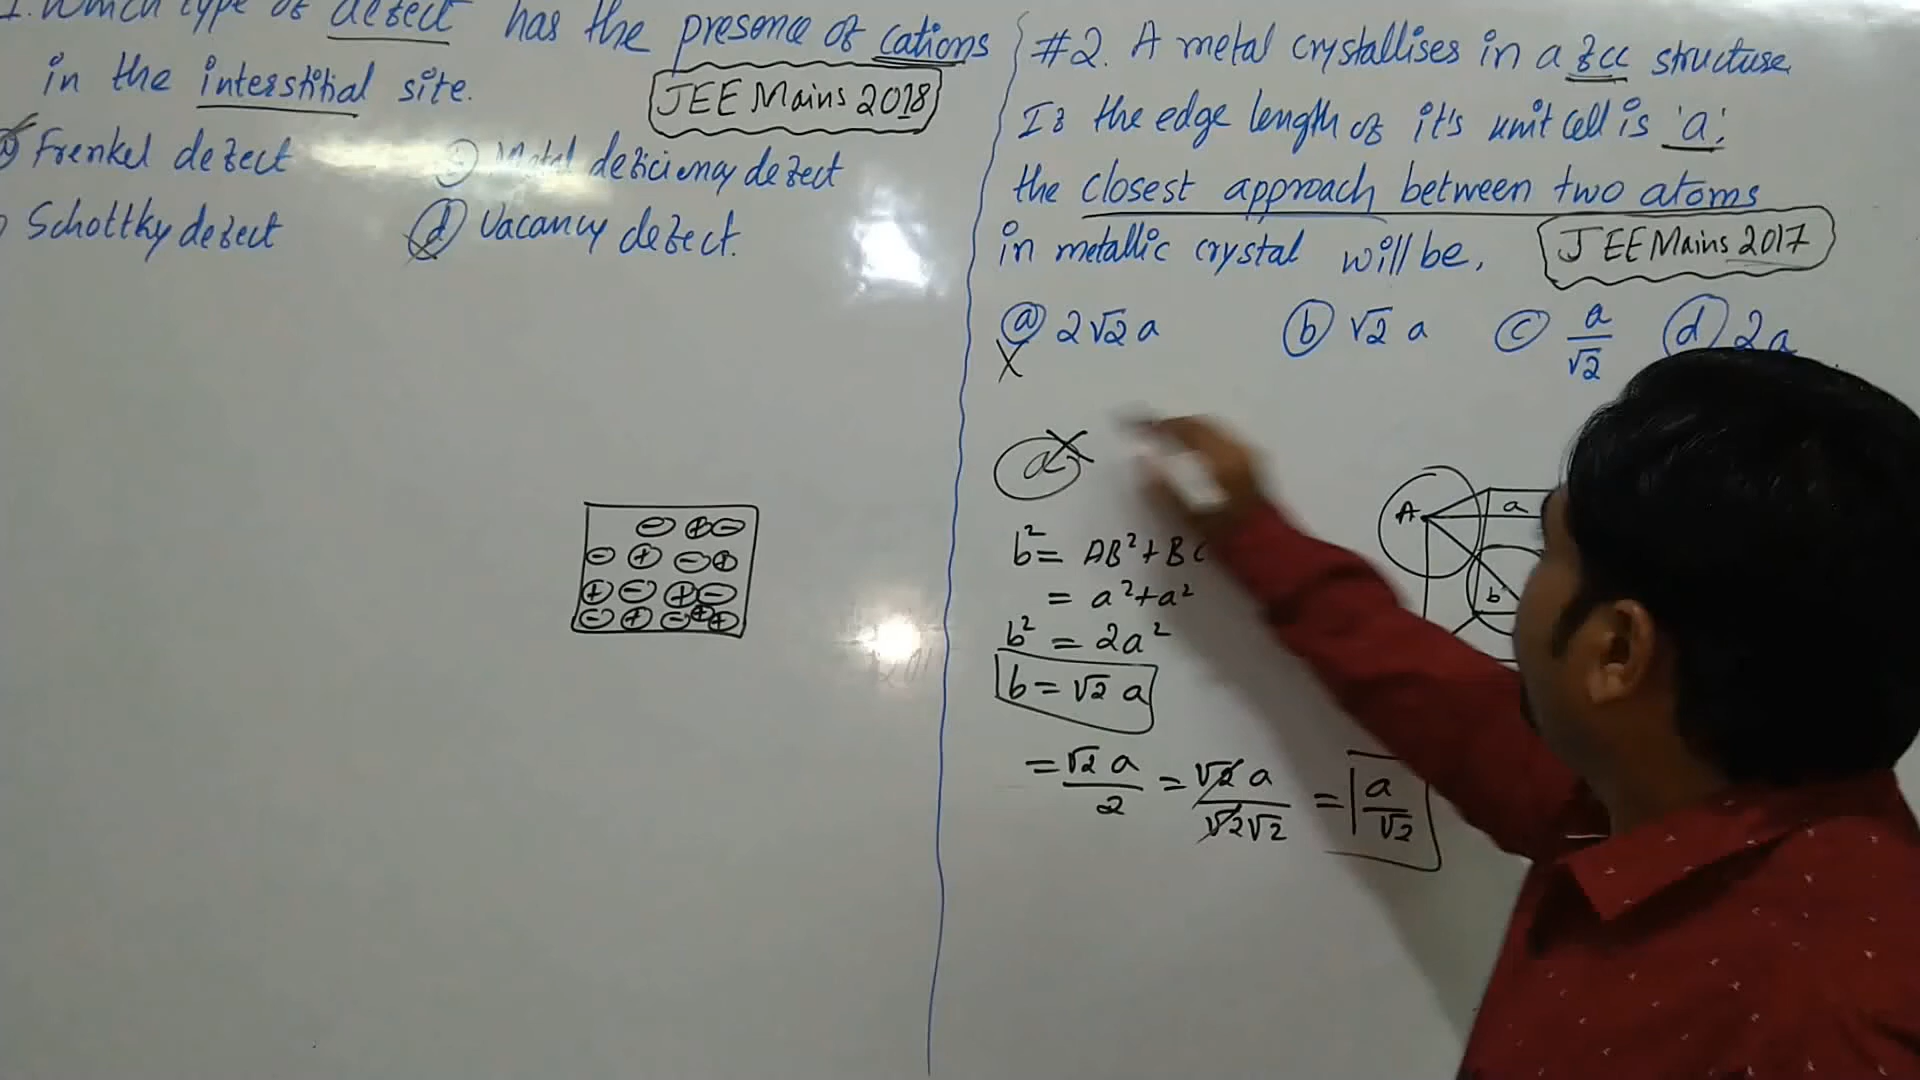 1. Which type of defect has the presence of cations
in the interstitial site.
JEE Mains 2018
Frenkel defect
c Metal deficiency defect
Schottky defect
d Vacancy defect.
#2. A metal crystallises in a fcc structure.
If the edge length of it's unit cell is 'a',
the closest approach between two atoms
in metallic crystal will be,
JEE Mains 2017
a 2√2 a b √2 a c a/√2 d 2a
a
b² = AB² + BC
= a² + a²
b² = 2a²
b = √2 a
= √2 a/2 = √2 a/√2√2 = a/√2
A a
b